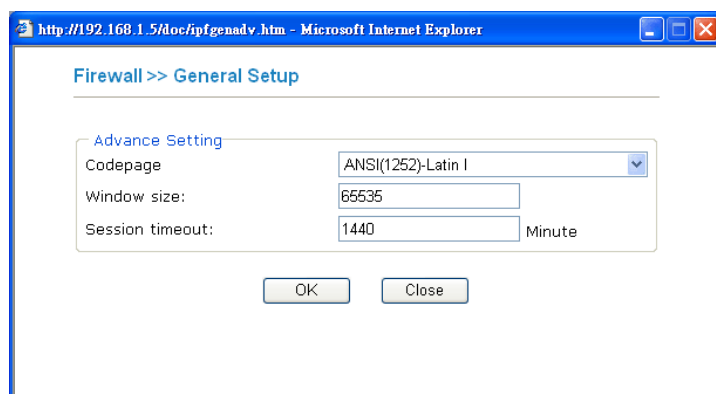 http://192.168.1.5/doc/ipfgenadv.htm - Microsoft Internet Explorer
Firewall >> General Setup
Advance Setting
Codepage ANSI(1252)-Latin I
Window size: 65535
Session timeout: 1440 Minute
OK Close